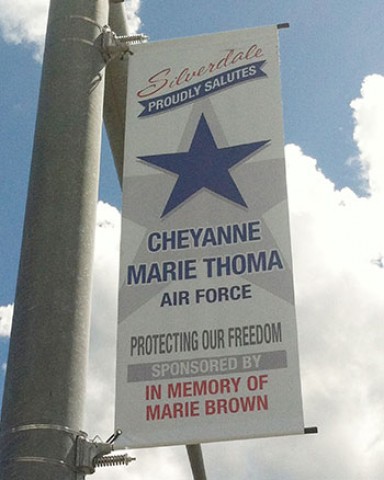 Silverdale
PROUDLY SALUTES
CHEYANNE
MARIE THOMA
AIR FORCE
PROTECTING OUR FREEDOM
SPONSORED BY
IN MEMORY OF
MARIE BROWN